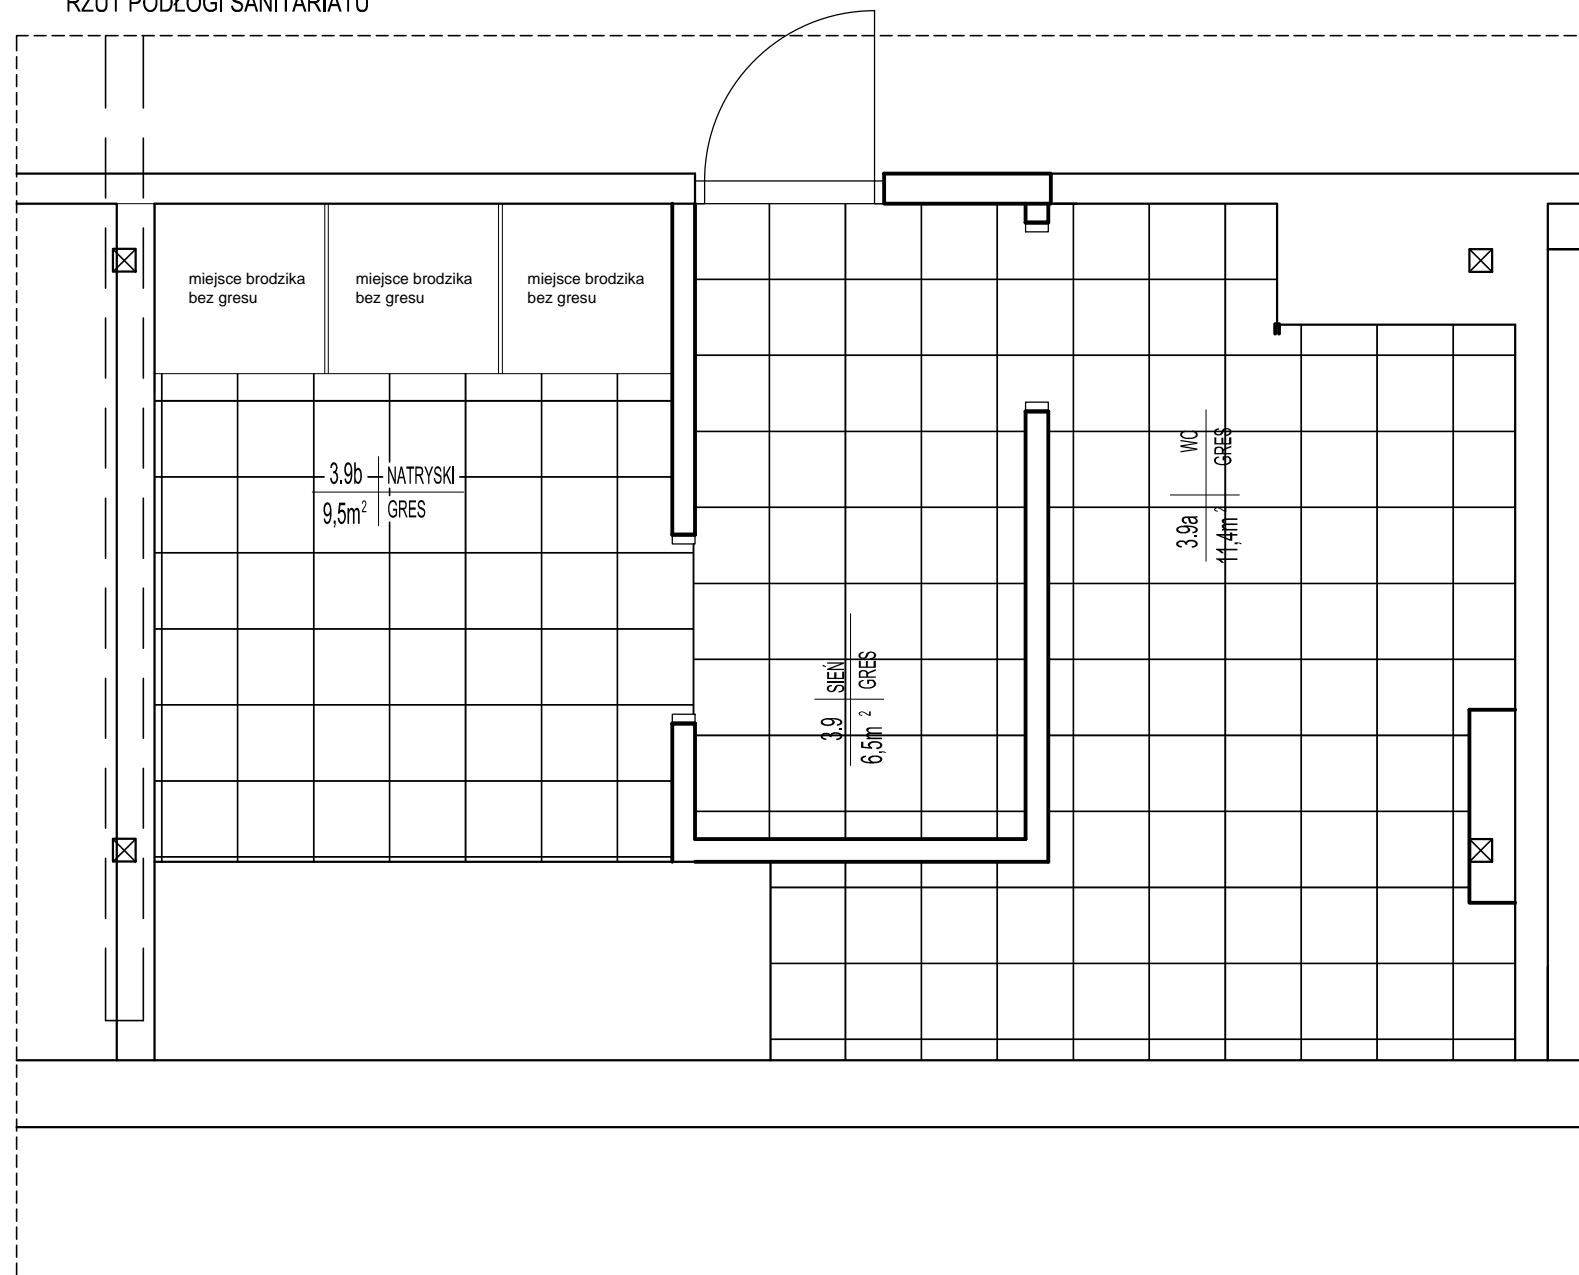 RZUT PODŁOGI SANITARIATU
miejsce brodzika
bez gresu
miejsce brodzika
bez gresu
miejsce brodzika
bez gresu
3.9b NATRYSKI
9,5m² GRES
3.9 SIEŃ
6,5m² GRES
3.9a WC
11,4m² GRES